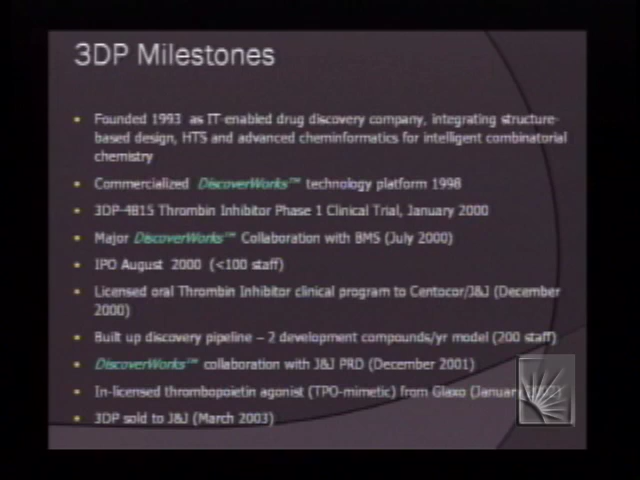 3DP Milestones
Founded 1993 as IT-enabled drug discovery company, integrating structure-
based design, HTS and advanced cheminformatics for intelligent combinatorial
chemistry
Commercialized DiscoverWorks™ technology platform 1998
3DP-4815 Thrombin Inhibitor Phase 1 Clinical Trial, January 2000
Major DiscoverWorks™ Collaboration with BMS (July 2000)
IPO August 2000 (<100 staff)
Licensed oral Thrombin Inhibitor clinical program to Centocor/J&J (December
2000)
Built up discovery pipeline – 2 development compounds/yr model (200 staff)
DiscoverWorks™ collaboration with J&J PRD (December 2001)
In-licensed thrombopoietin agonist (TPO-mimetic) from Glaxo
3DP sold to J&J (March 2003)